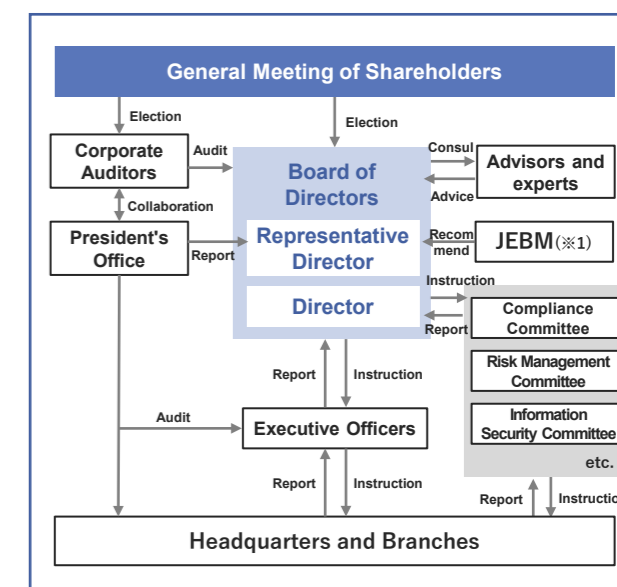 General Meeting of Shareholders
Election
Election
Corporate
Auditors
Audit
Board of
Directors
Consul
Advice
Advisors and
experts
Collaboration
President's
Office
Report
Representative
Director
Recom
mend
JEBM(※1)
Director
Instruction
Report
Compliance
Committee
Risk Management
Committee
Information
Security Committee
etc.
Report
Instruction
Audit
Executive Officers
Report
Instruction
Report
Instructio
Headquarters and Branches